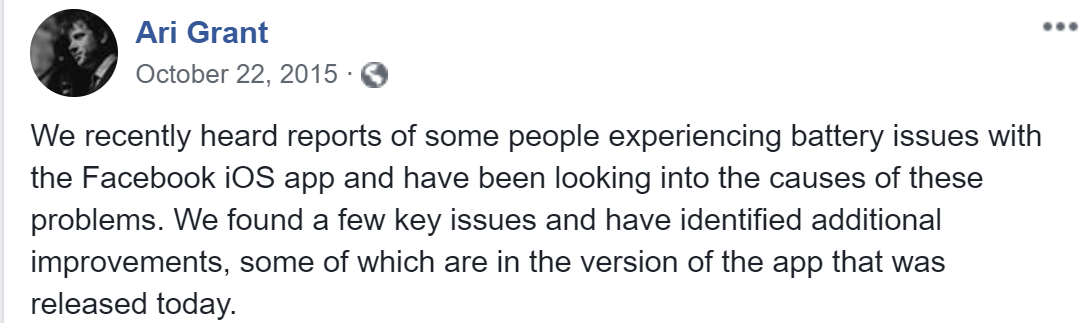 Ari Grant
October 22, 2015 ·
We recently heard reports of some people experiencing battery issues with
the Facebook iOS app and have been looking into the causes of these
problems. We found a few key issues and have identified additional
improvements, some of which are in the version of the app that was
released today.